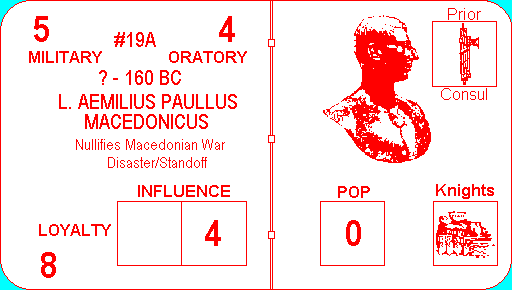 5
MILITARY
#19A
4
ORATORY
? - 160 BC
L. AEMILIUS PAULLUS
MACEDONICUS
Nullifies Macedonian War
Disaster/Standoff
INFLUENCE
LOYALTY
4
8
Prior
Consul
POP
0
Knights